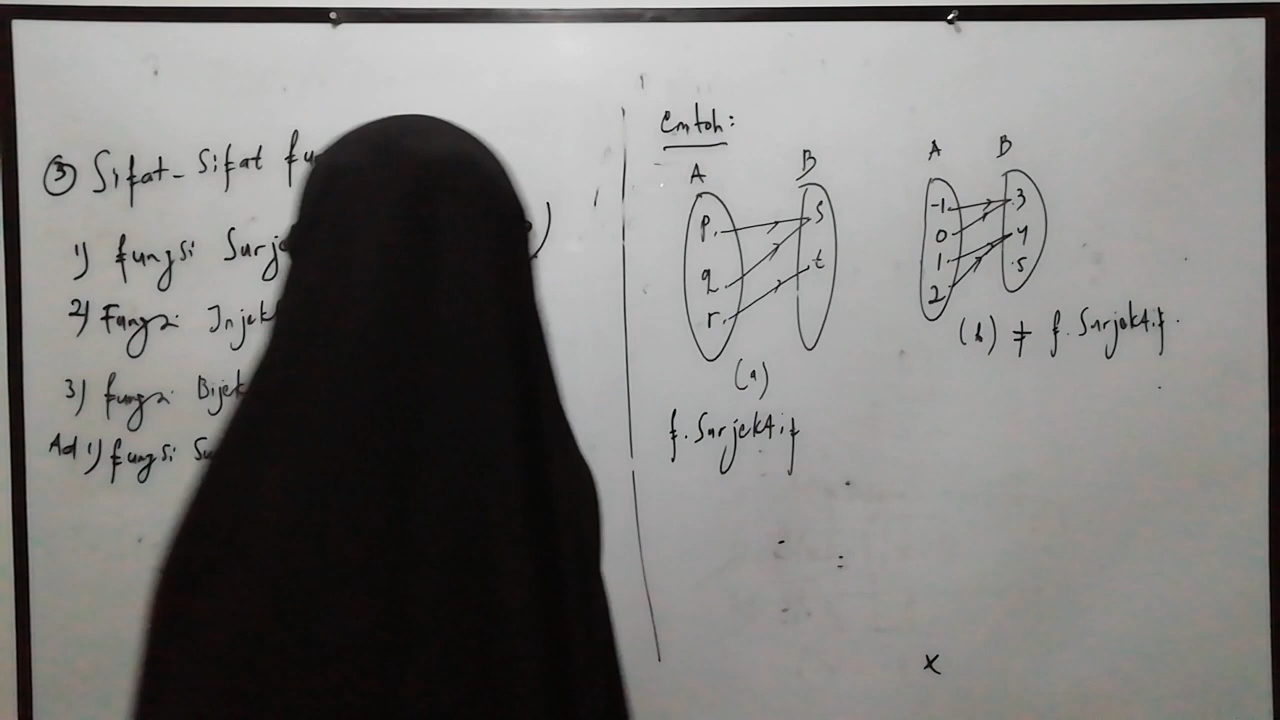 ③ Sifat-Sifat fu
1) fungsi Surj
2) Fungsi Injek
3) fungsi Bijek
Ad 1) fungsi Su
Contoh:
A B
p. s
q t
r.
(a)
f. Surjektif
A B
-1 3
0 4
1 .5
2
(b) ≠ f. Surjektif.
x